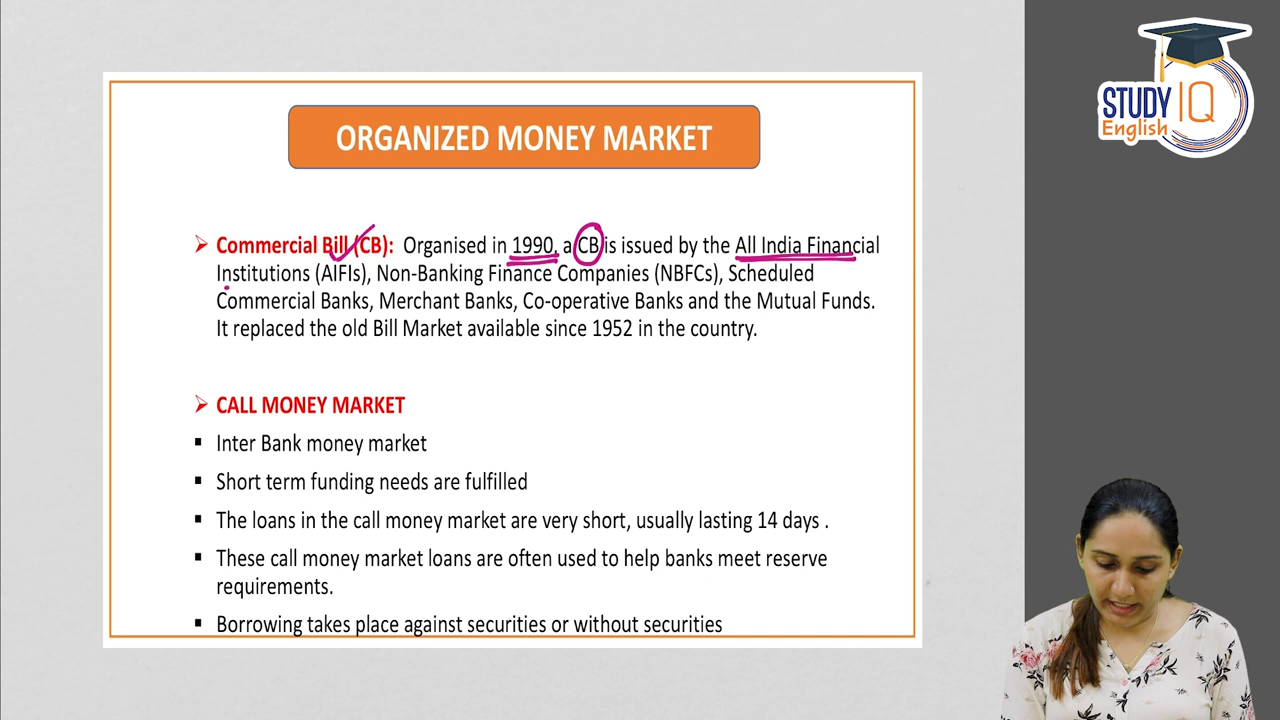 STUDY IQ
English
ORGANIZED MONEY MARKET
Commercial Bill (CB): Organised in 1990, a CB is issued by the All India Financial
Institutions (AIFIs), Non-Banking Finance Companies (NBFCs), Scheduled
Commercial Banks, Merchant Banks, Co-operative Banks and the Mutual Funds.
It replaced the old Bill Market available since 1952 in the country.
CALL MONEY MARKET
Inter Bank money market
Short term funding needs are fulfilled
The loans in the call money market are very short, usually lasting 14 days .
These call money market loans are often used to help banks meet reserve
requirements.
Borrowing takes place against securities or without securities